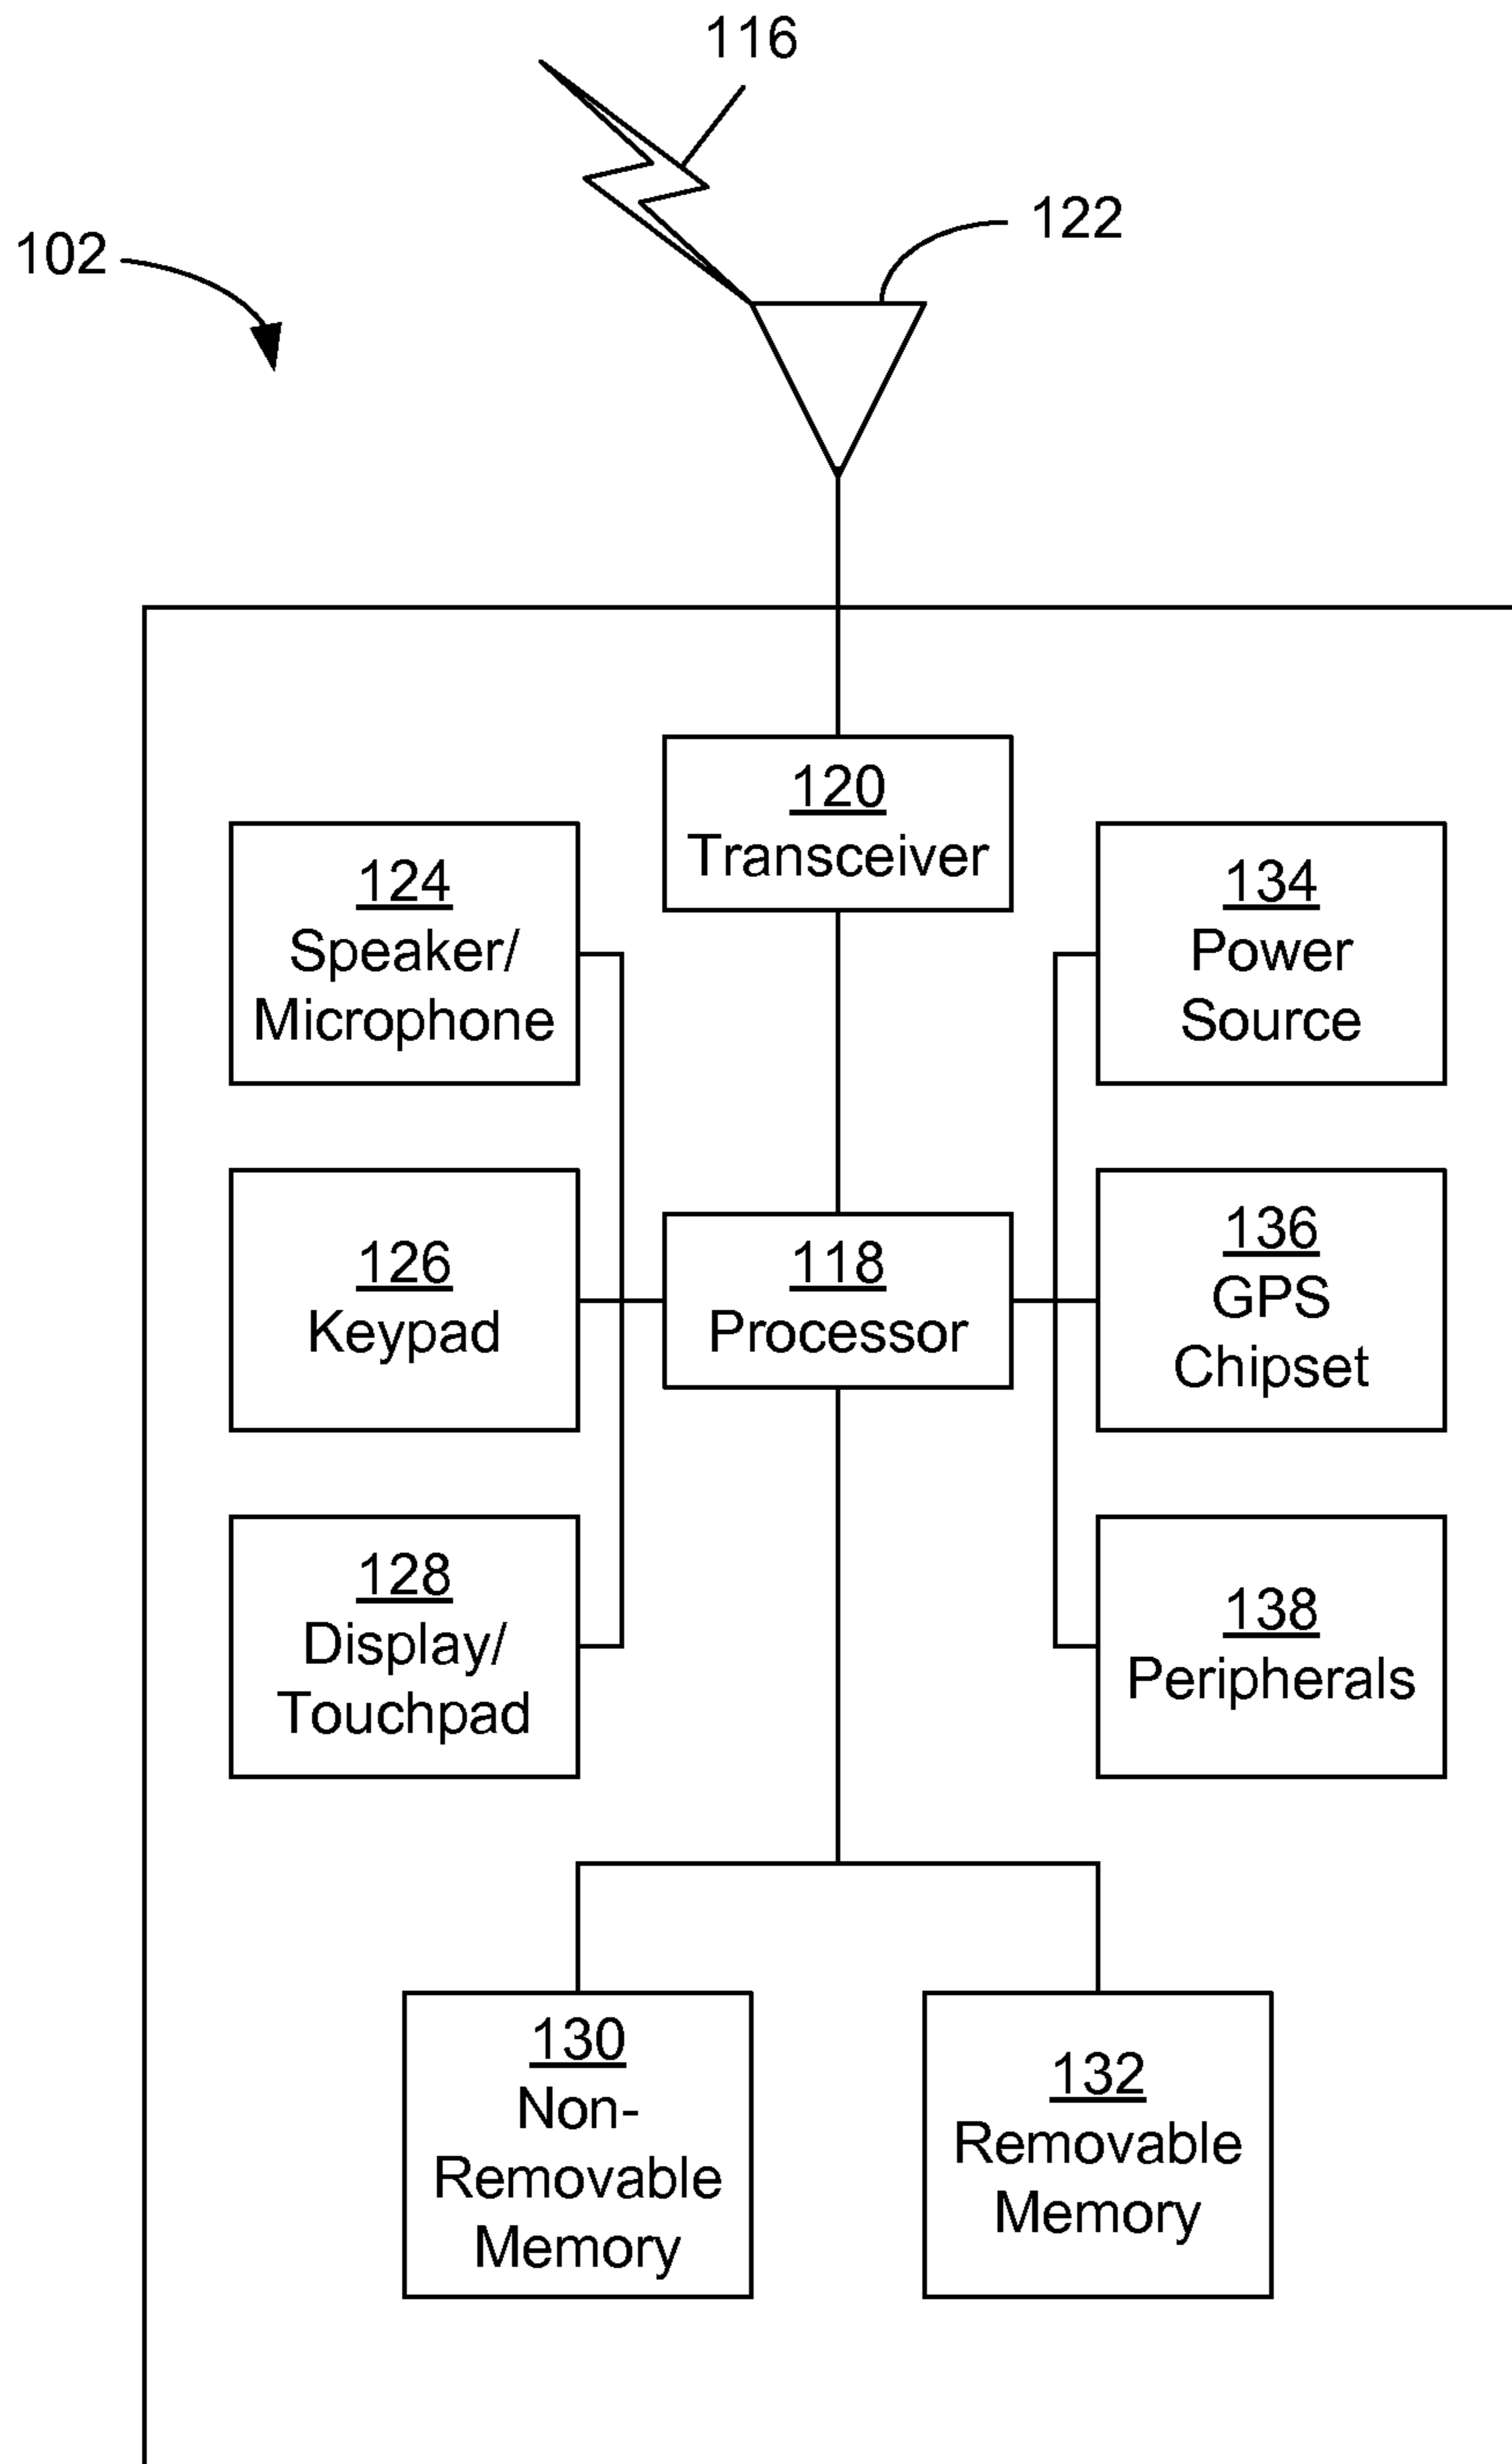 116
122
102
120
Transceiver
124
Speaker/
Microphone
134
Power
Source
126
Keypad
118
Processor
136
GPS
Chipset
128
Display/
Touchpad
138
Peripherals
130
Non-
Removable
Memory
132
Removable
Memory